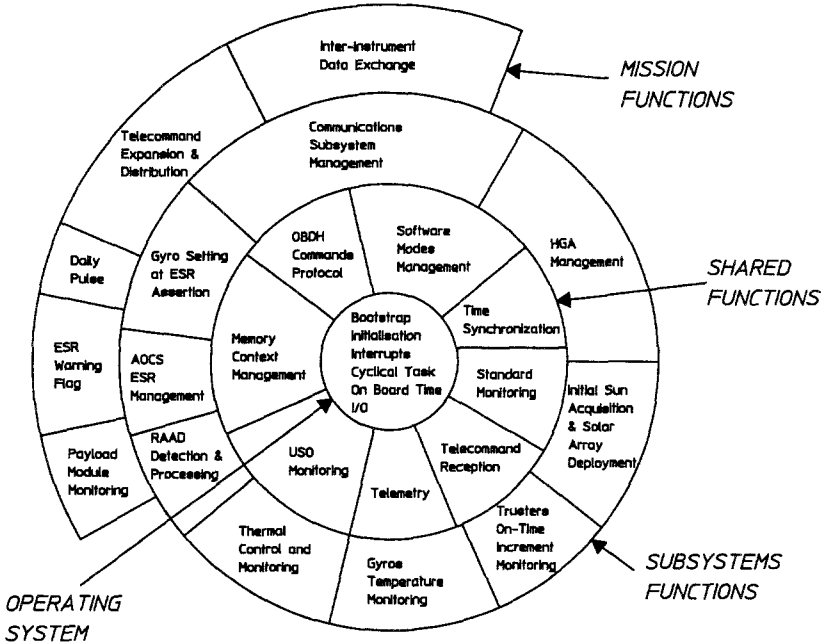 Inter-Instrument
Data Exchange
MISSION
FUNCTIONS
Telecommand
Expansion &
Distribution
Communications
Subsystem
Management
HGA
Management
SHARED
FUNCTIONS
Daily
Pulse
Gyro Setting
at ESR
Assertion
OBDH
Commands
Protocol
Software
Modes
Management
Time
Synchronization
ESR
Warning
Flag
AOCS
ESR
Management
Memory
Context
Management
Bootstrap
Initialisation
Interrupts
Cyclical Task
On Board Time
I/O
Standard
Monitoring
Initial Sun
Acquisition
& Solar
Array
Deployment
Payload
Module
Monitoring
RAAD
Detection &
Processing
USO
Monitoring
Telemetry
Telecommand
Reception
Thermal
Control and
Monitoring
Gyros
Temperature
Monitoring
Trusters
On-Time
Increment
Monitoring
SUBSYSTEMS
FUNCTIONS
OPERATING
SYSTEM